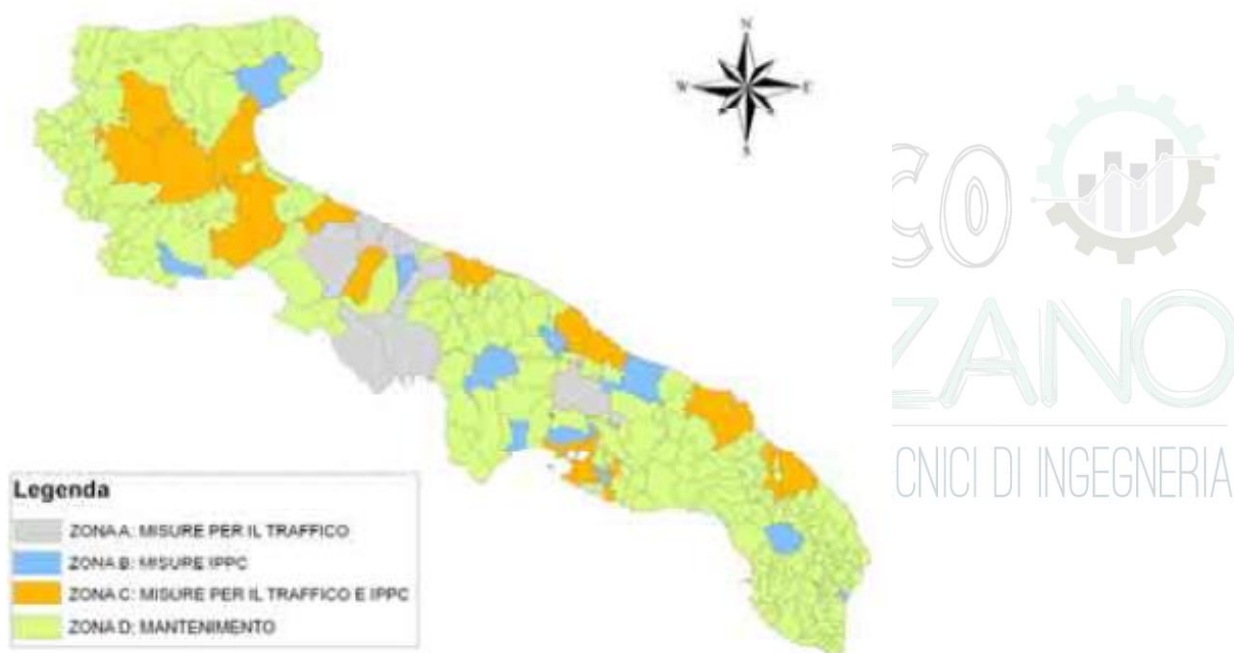 N
W E
S
CO
ZANO
CNICI DI INGEGNERIA
Legenda
ZONA A: MISURE PER IL TRAFFICO
ZONA B: MISURE IPPC
ZONA C: MISURE PER IL TRAFFICO E IPPC
ZONA D: MANTENIMENTO